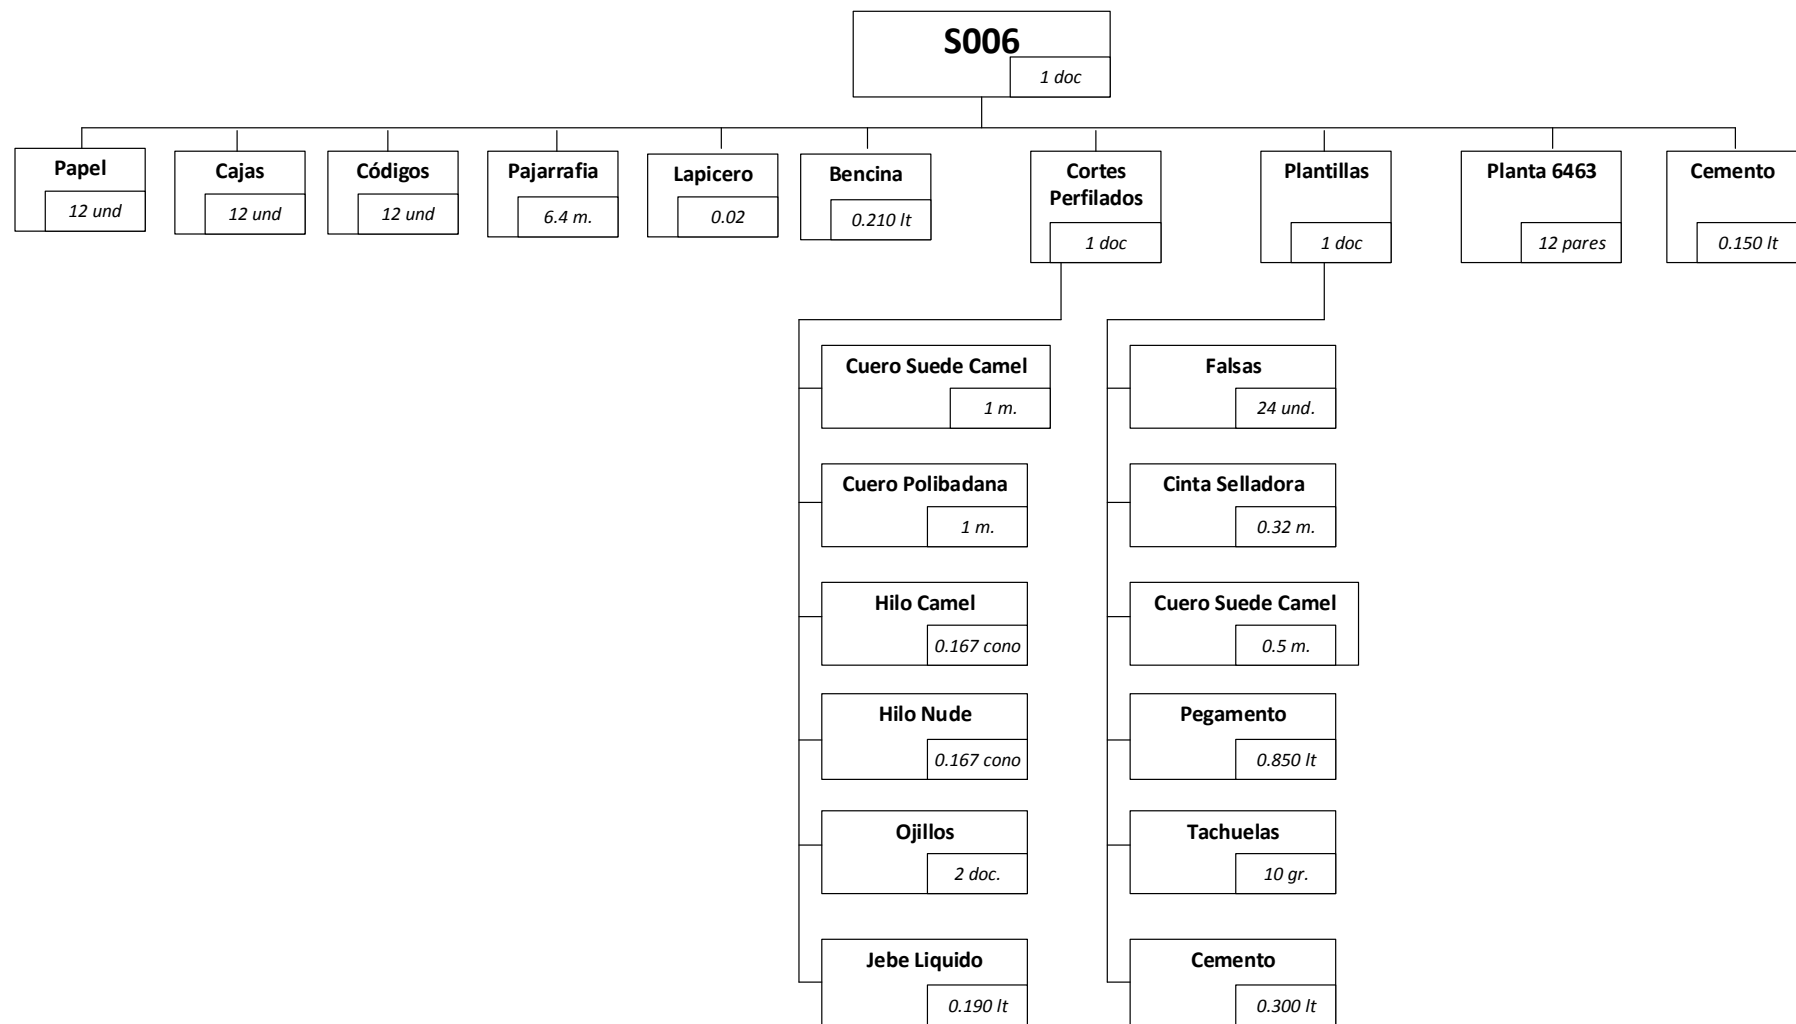 S006
1 doc
Papel
12 und
Cajas
12 und
Códigos
12 und
Pajarrafia
6.4 m.
Lapicero
0.02
Bencina
0.210 lt
Cortes
Perfilados
1 doc
Plantillas
1 doc
Planta 6463
12 pares
Cemento
0.150 lt
Cuero Suede Camel
1 m.
Cuero Polibadana
1 m.
Hilo Camel
0.167 cono
Hilo Nude
0.167 cono
Ojillos
2 doc.
Jebe Liquido
0.190 lt
Falsas
24 und.
Cinta Selladora
0.32 m.
Cuero Suede Camel
0.5 m.
Pegamento
0.850 lt
Tachuelas
10 gr.
Cemento
0.300 lt